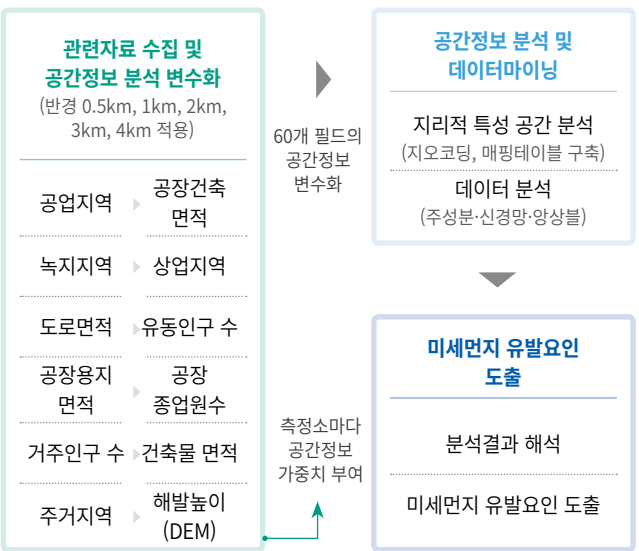 관련자료 수집 및
공간정보 분석 변수화
(반경 0.5km, 1km, 2km,
3km, 4km 적용)
공업지역
공장건축
면적
녹지지역
상업지역
도로면적
유동인구 수
공장용지
면적
공장
종업원수
거주인구 수
건축물 면적
주거지역
해발높이
(DEM)
60개 필드의
공간정보
변수화
측정소마다
공간정보
가중치 부여
공간정보 분석 및
데이터마이닝
지리적 특성 공간 분석
(지오코딩, 매핑테이블 구축)
데이터 분석
(주성분·신경망·앙상블)
미세먼지 유발요인
도출
분석결과 해석
미세먼지 유발요인 도출